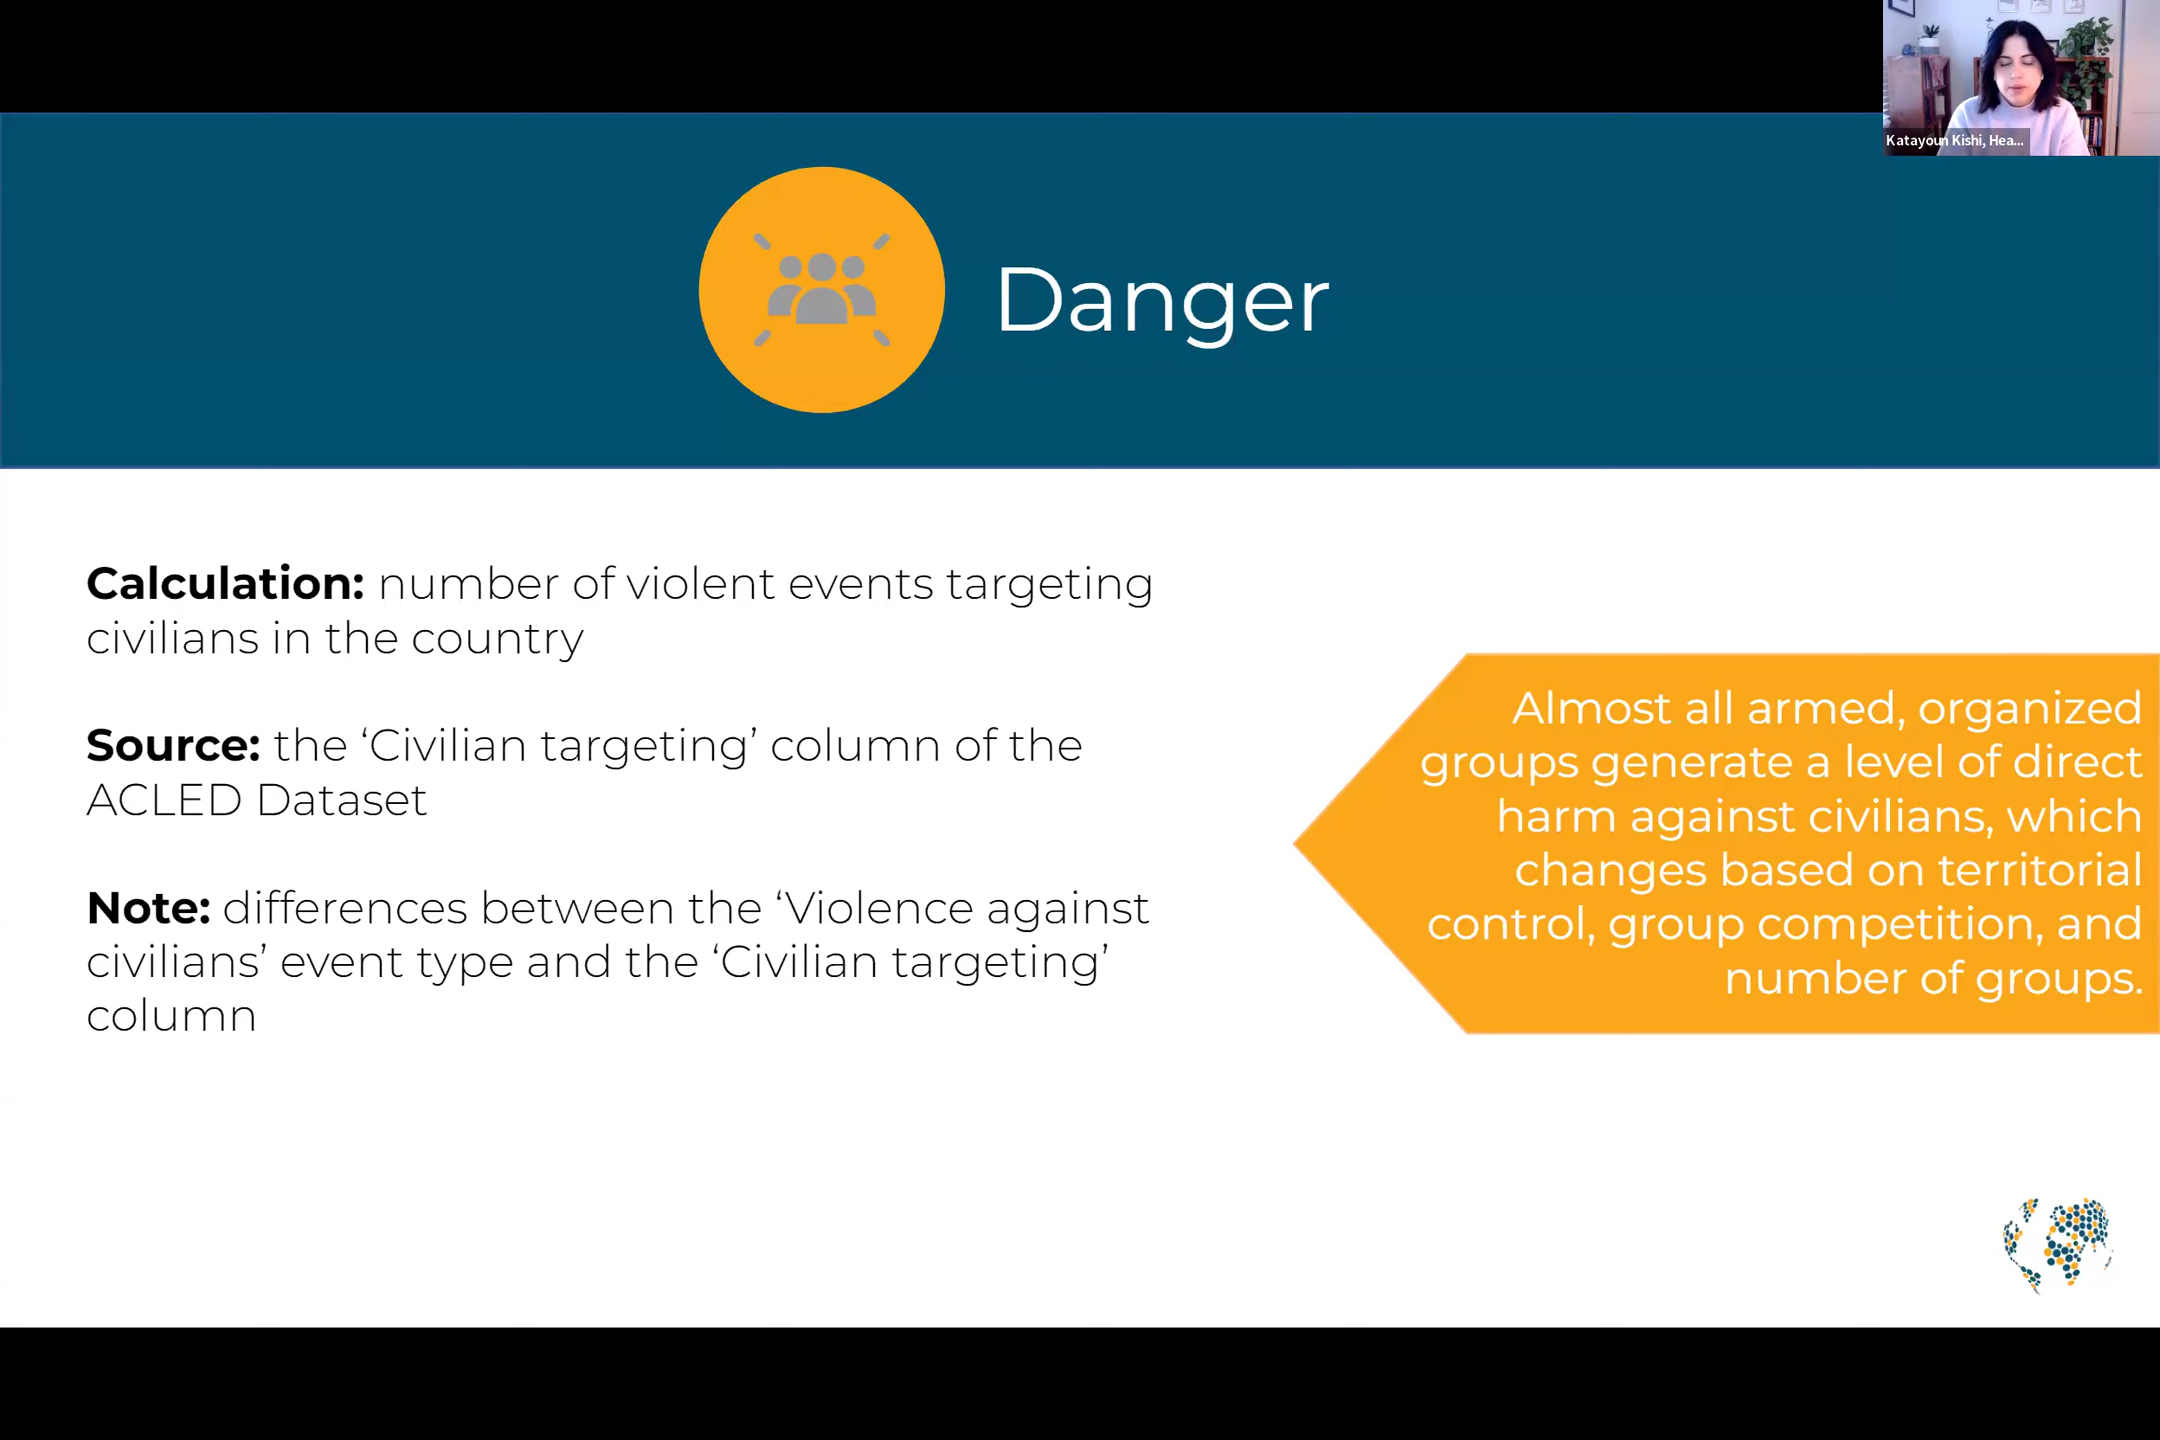 Katayoun Kishi, Hea...
Danger
Calculation: number of violent events targeting
civilians in the country
Source: the ‘Civilian targeting’ column of the
ACLED Dataset
Note: differences between the ‘Violence against
civilians’ event type and the ‘Civilian targeting’
column
Almost all armed, organized
groups generate a level of direct
harm against civilians, which
changes based on territorial
control, group competition, and
number of groups.